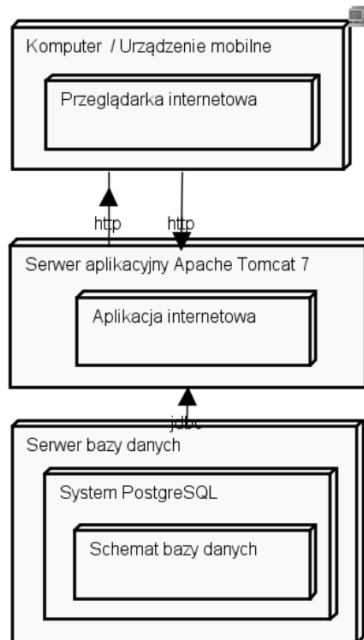 Komputer / Urządzenie mobilne
Przeglądarka internetowa
http http
Serwer aplikacyjny Apache Tomcat 7
Aplikacja internetowa
jdbc
Serwer bazy danych
System PostgreSQL
Schemat bazy danych